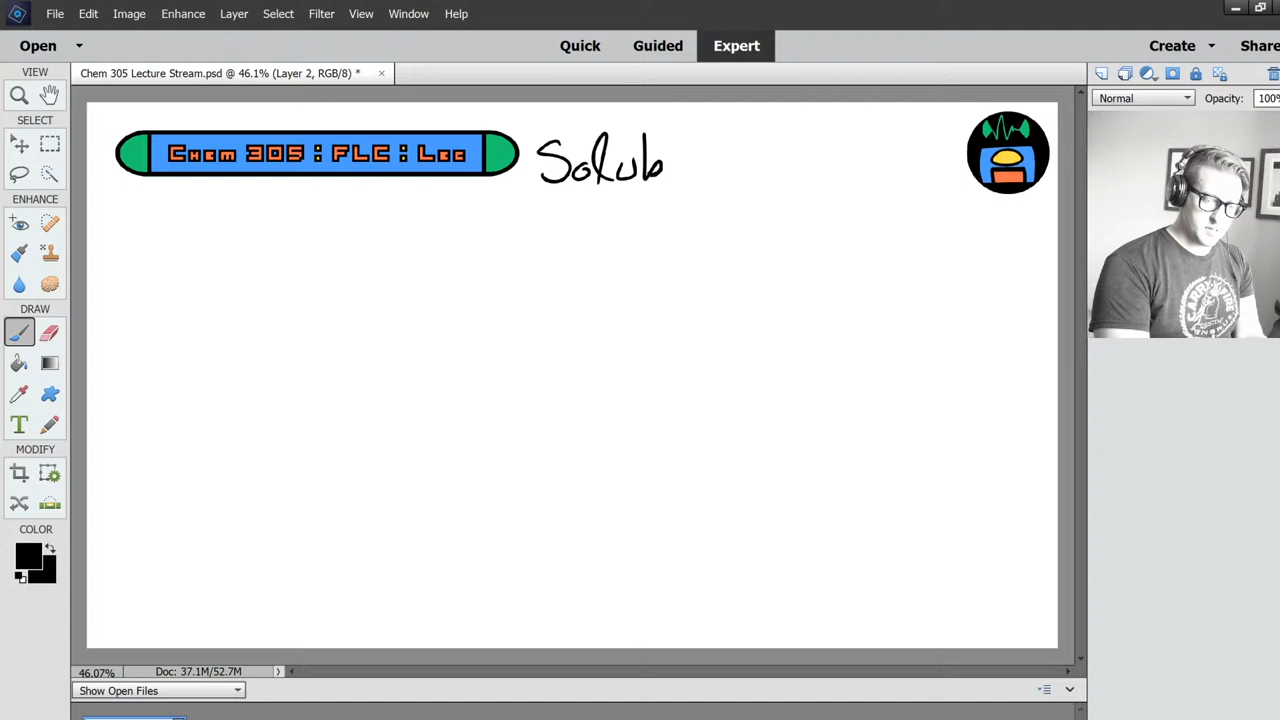 File Edit Image Enhance Layer Select Filter View Window Help
Open Quick Guided Expert Create Share
Chem 305 Lecture Stream.psd @ 46.1% (Layer 2, RGB/8) * ×
VIEW
SELECT
ENHANCE
DRAW
MODIFY
COLOR
Normal Opacity: 100%
Chem 305 : FLC : Lec Solub
CARRY FIRE
46.07% Doc: 37.1M/52.7M
Show Open Files